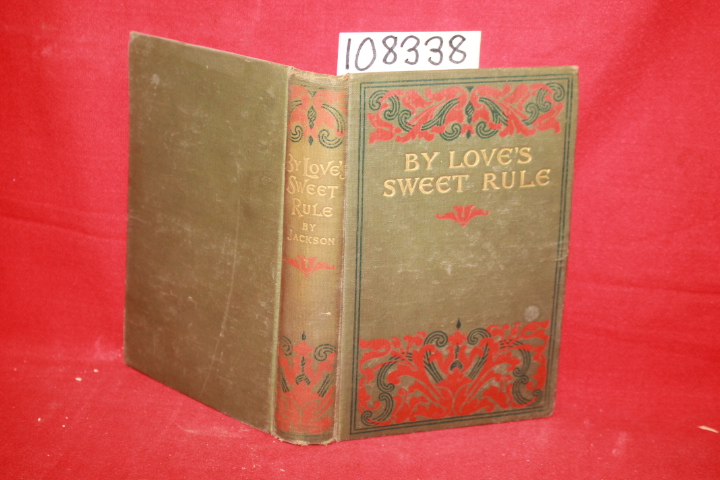 108338
BY LOVE'S
SWEET RULE
BY
JACKSON
BY LOVE'S
SWEET RULE